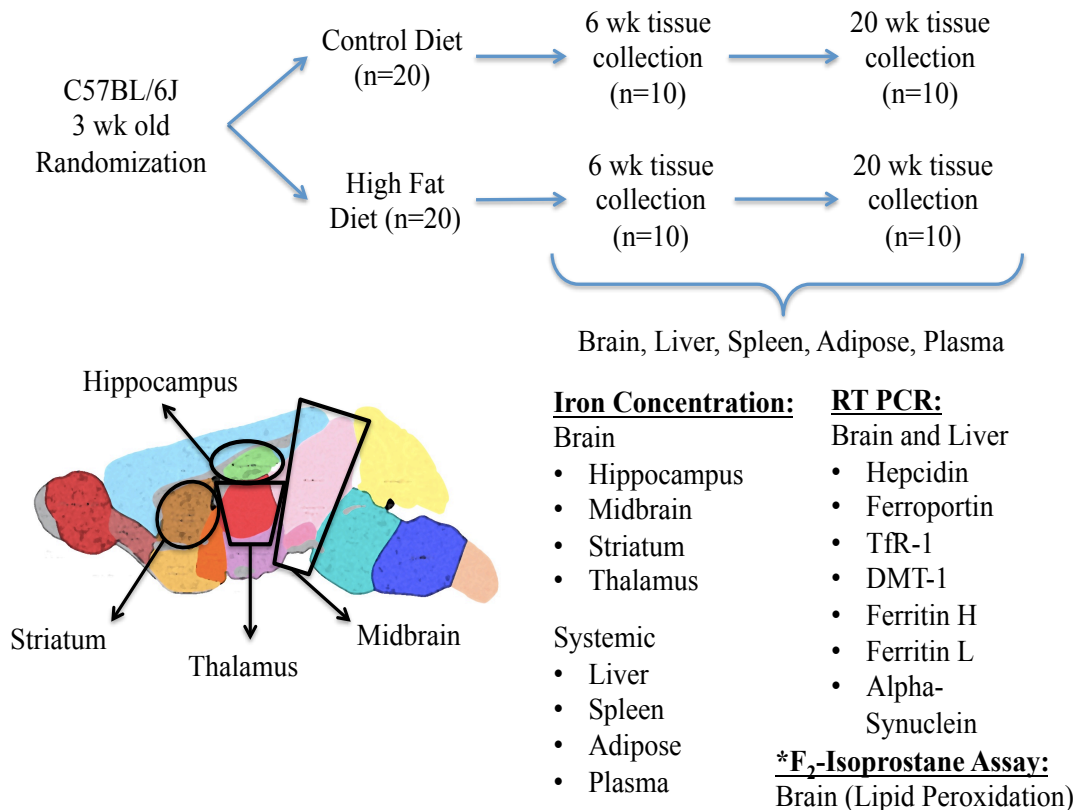 C57BL/6J
3 wk old
Randomization
Control Diet
(n=20)
6 wk tissue
collection
(n=10)
20 wk tissue
collection
(n=10)
High Fat
Diet (n=20)
6 wk tissue
collection
(n=10)
20 wk tissue
collection
(n=10)
Brain, Liver, Spleen, Adipose, Plasma
Hippocampus
Striatum
Thalamus
Midbrain
Iron Concentration:
Brain
• Hippocampus
• Midbrain
• Striatum
• Thalamus
Systemic
• Liver
• Spleen
• Adipose
• Plasma
RT PCR:
Brain and Liver
• Hepcidin
• Ferroportin
• TfR-1
• DMT-1
• Ferritin H
• Ferritin L
• Alpha-
Synuclein
*F₂-Isoprostane Assay:
Brain (Lipid Peroxidation)